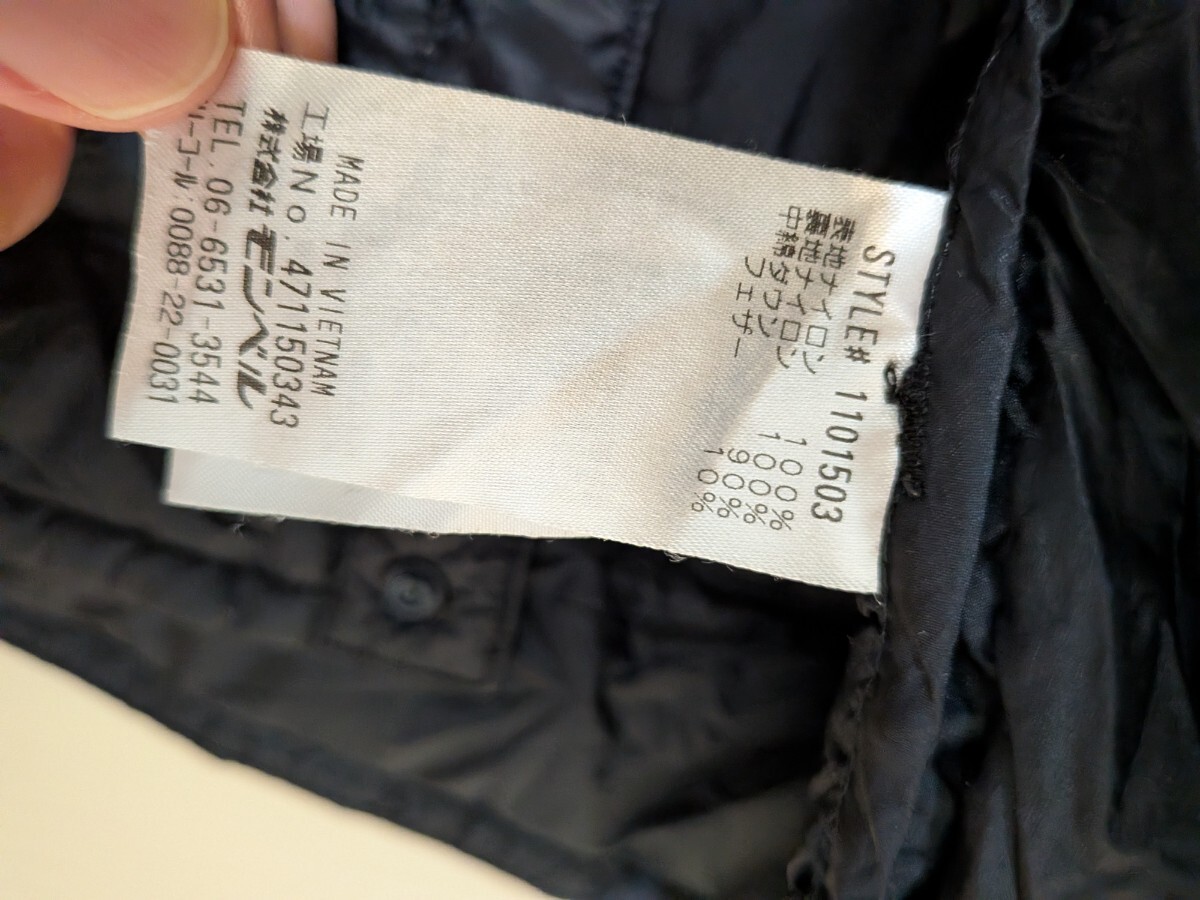 STYLE# 1101503
表地 ナイロン 100%
裏地 ナイロン 100%
中綿 ダウン 90%
フェザー 10%
MADE IN VIETNAM
工場No. 471150343
株式会社 モンベル
TEL. 06-6531-3544
フリーコール:0088-22-0031